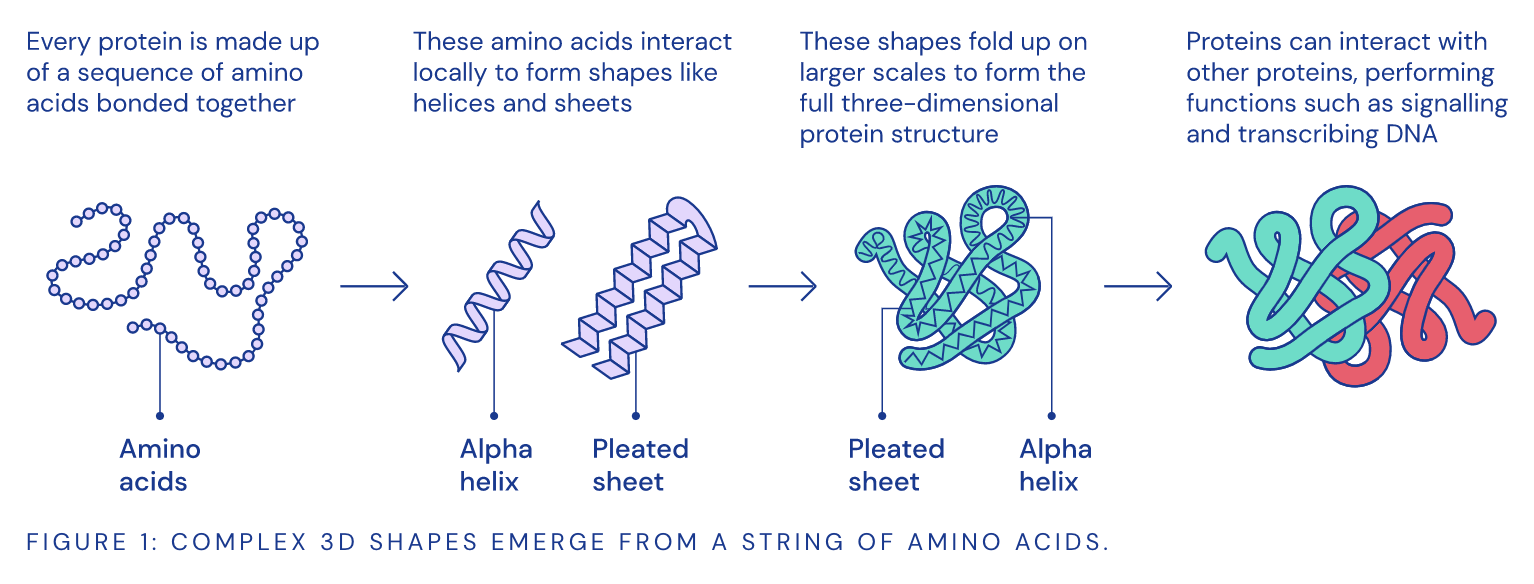 Every protein is made up
of a sequence of amino
acids bonded together
These amino acids interact
locally to form shapes like
helices and sheets
These shapes fold up on
larger scales to form the
full three-dimensional
protein structure
Proteins can interact with
other proteins, performing
functions such as signalling
and transcribing DNA
Amino
acids
Alpha
helix
Pleated
sheet
Pleated
sheet
Alpha
helix
FIGURE 1: COMPLEX 3D SHAPES EMERGE FROM A STRING OF AMINO ACIDS.